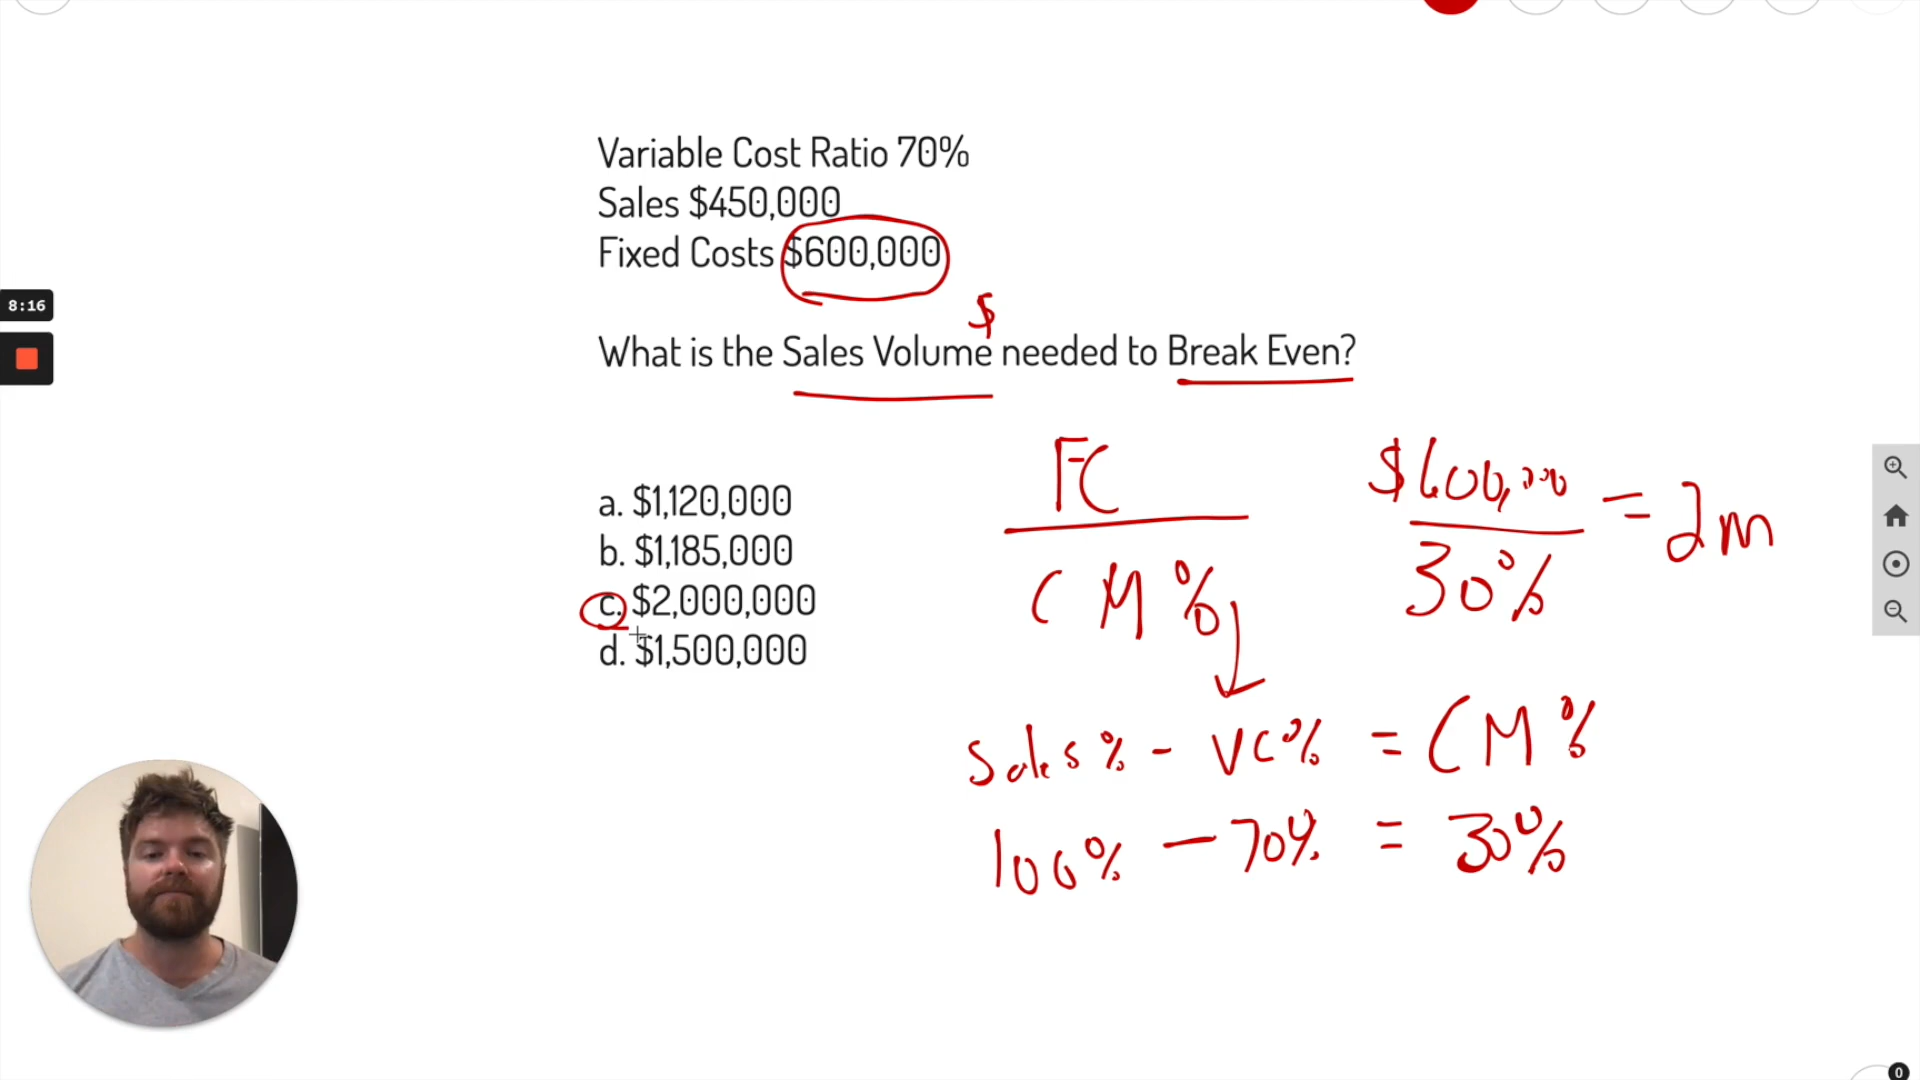 Variable Cost Ratio 70%
Sales $450,000
Fixed Costs $600,000
8:16
$
What is the Sales Volume needed to Break Even?
a. $1,120,000
b. $1,185,000
c. $2,000,000
d. $1,500,000
FC
CM%
$600,000
30%
= 2m
Sales% - VC% = CM%
100% - 70% = 30%
0